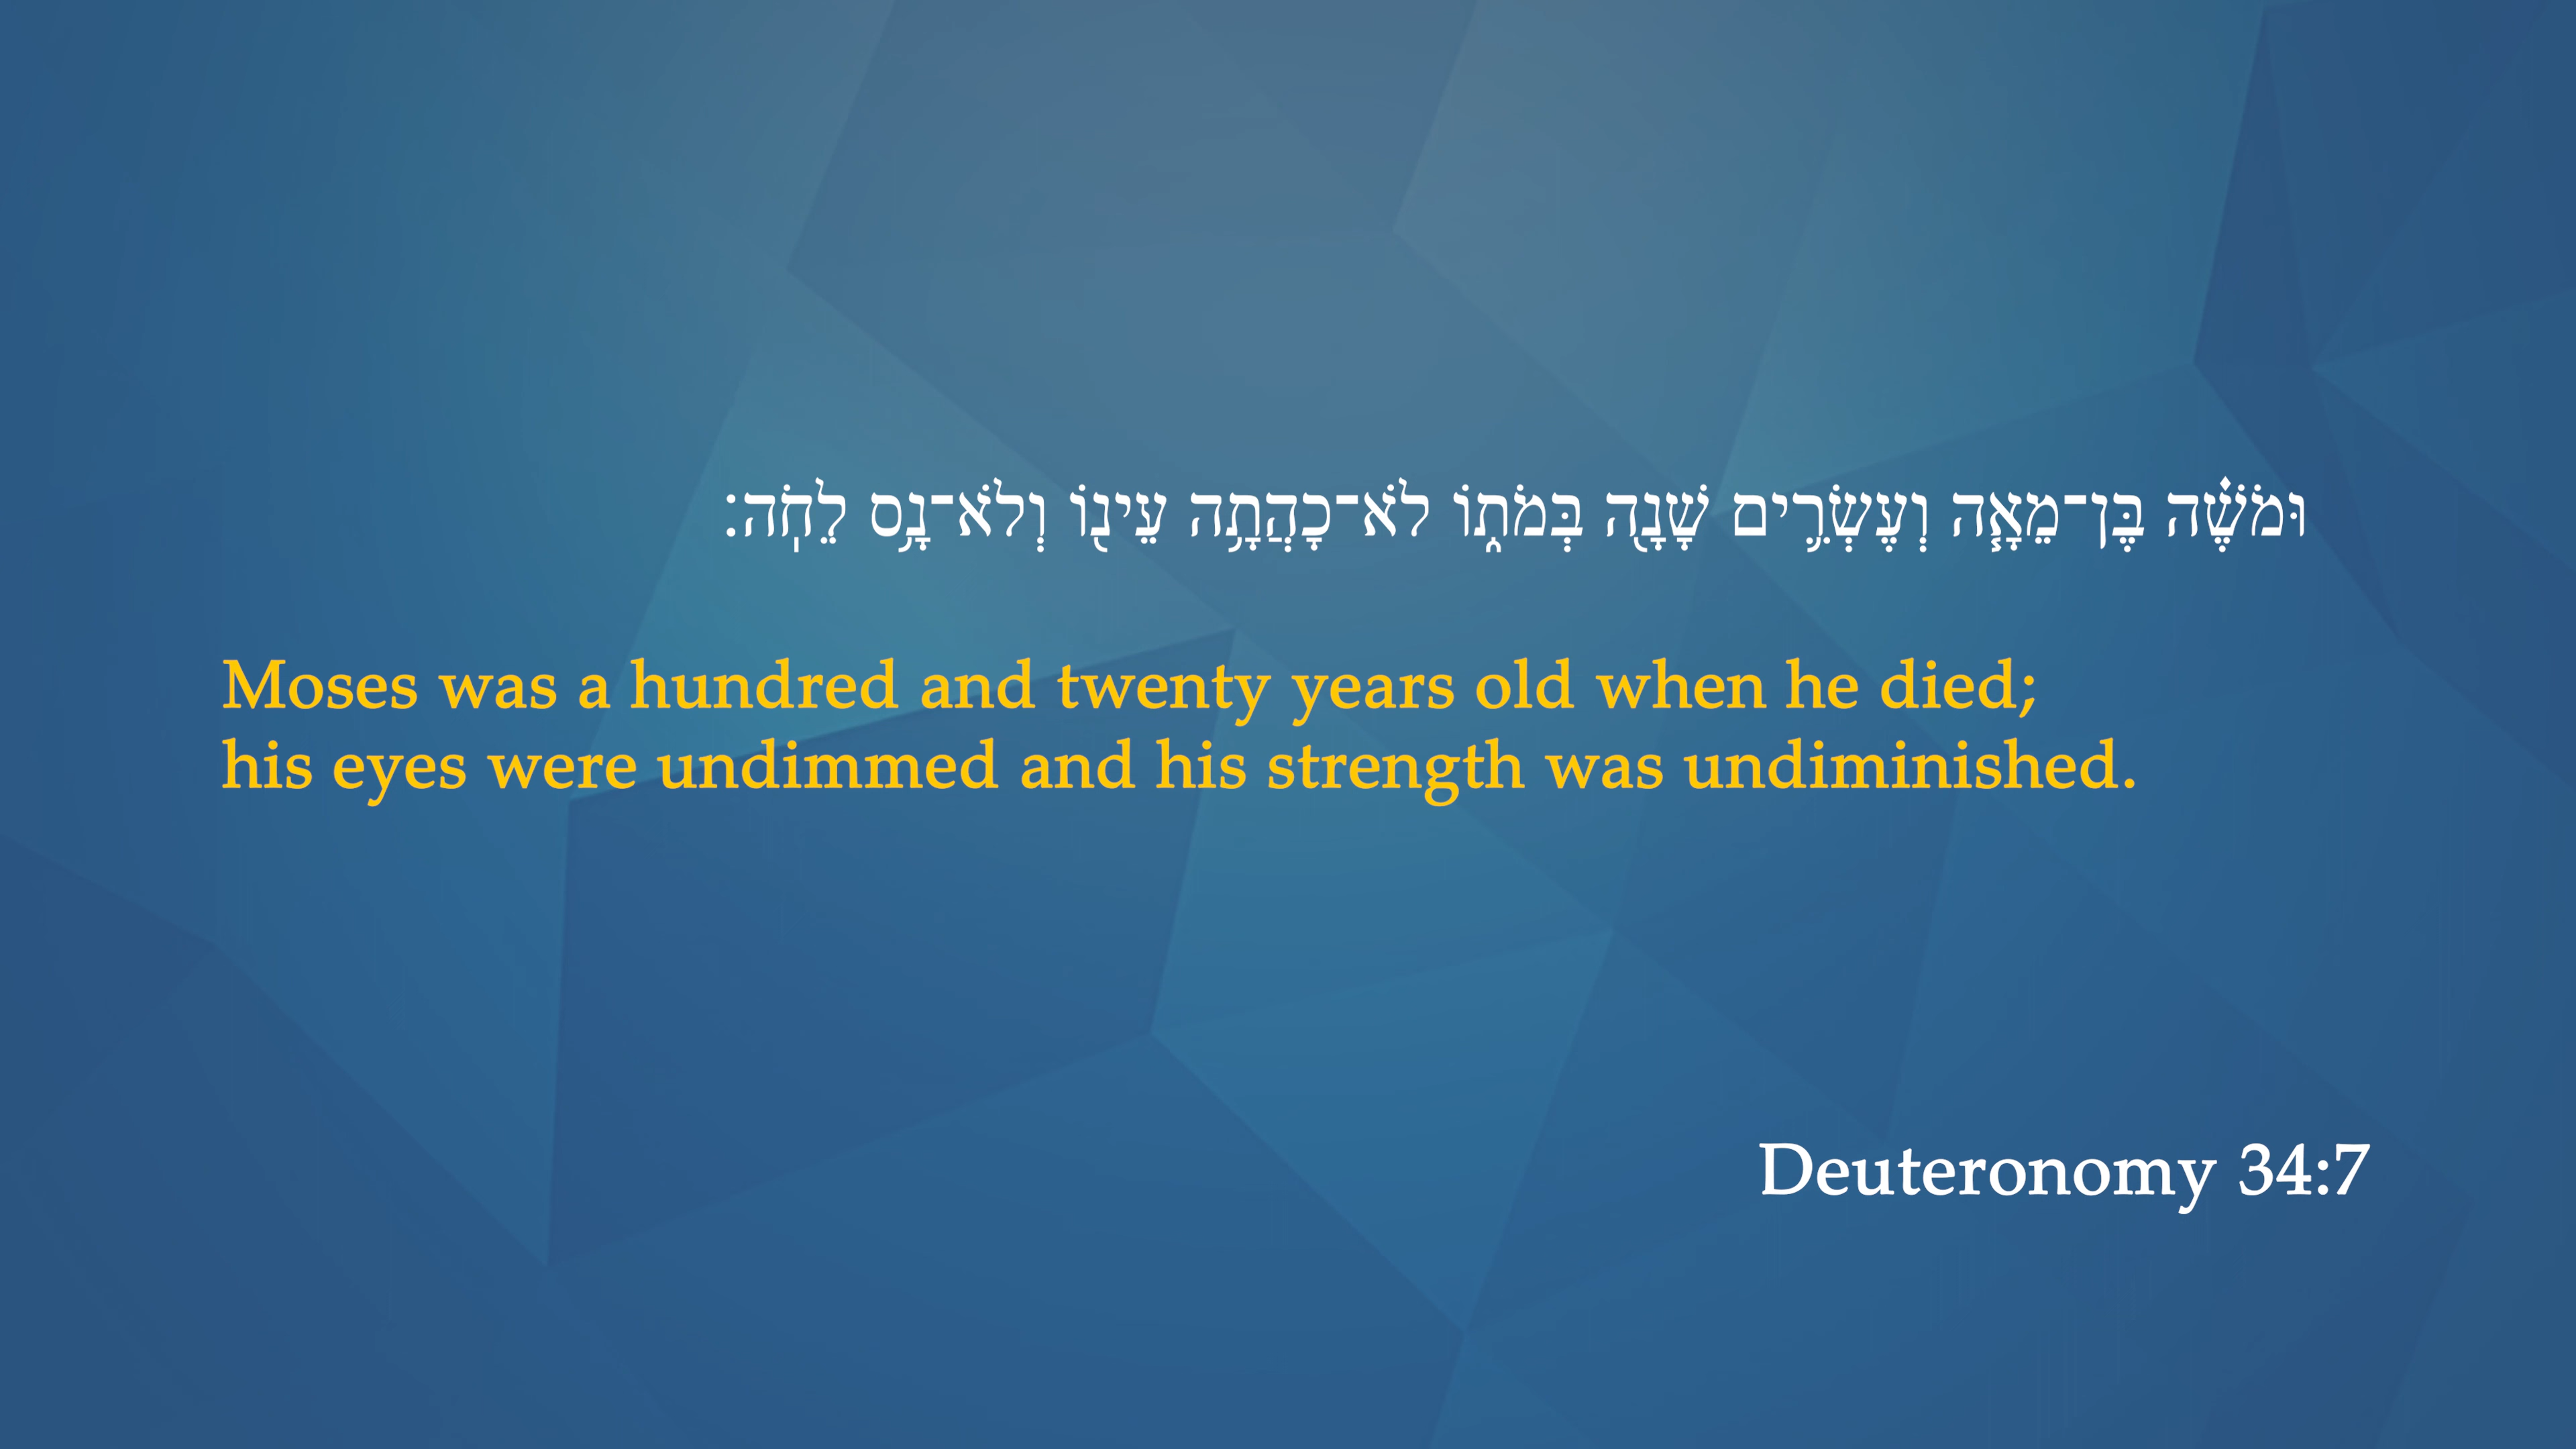 וּמֹשֶׁ֗ה בֶּן־מֵאָ֧ה וְעֶשְׂרִ֛ים שָׁנָ֖ה בְּמֹת֑וֹ לֹא־כָהֲתָ֥ה עֵינ֖וֹ וְלֹא־נָ֥ס לֵחֹֽה׃
Moses was a hundred and twenty years old when he died;
his eyes were undimmed and his strength was undiminished.
Deuteronomy 34:7